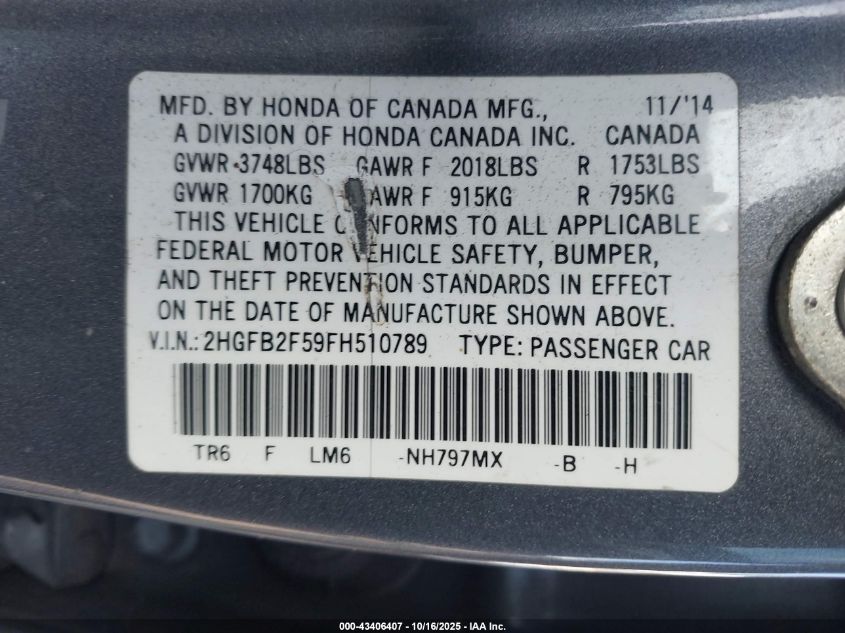 MFD. BY HONDA OF CANADA MFG., 11/'14
A DIVISION OF HONDA CANADA INC. CANADA
GVWR 3748LBS GAWR F 2018LBS R 1753LBS
GVWR 1700KG GAWR F 915KG R 795KG
THIS VEHICLE CONFORMS TO ALL APPLICABLE
FEDERAL MOTOR VEHICLE SAFETY, BUMPER,
AND THEFT PREVENTION STANDARDS IN EFFECT
ON THE DATE OF MANUFACTURE SHOWN ABOVE.
V.I.N.: 2HGFB2F59FH510789 TYPE: PASSENGER CAR
TR6 F LM6 -NH797MX -B -H
000-43406407 - 10/16/2025 - IAA Inc.